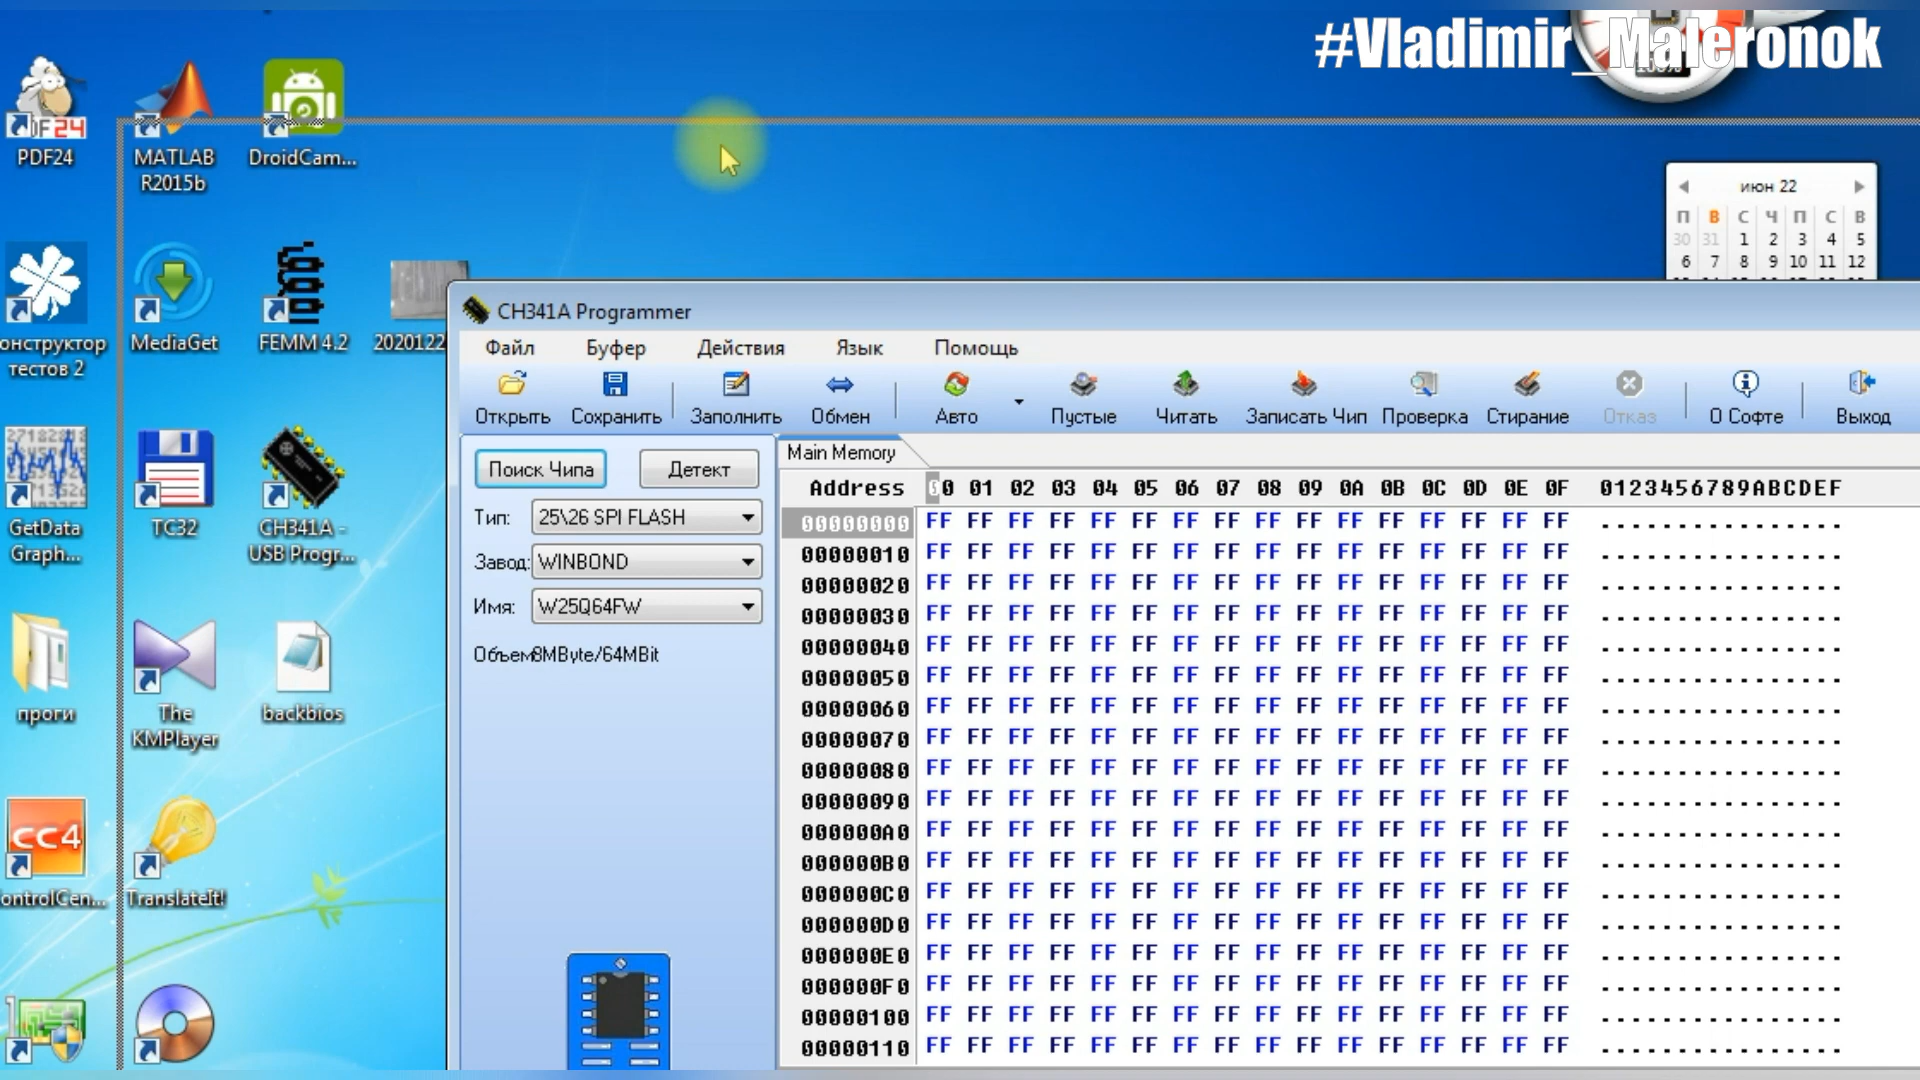 #Vladimir_Maleronok
PDF24
MATLAB
R2015b
DroidCam...
июн 22
П В С Ч П С В
30 31 1 2 3 4 5
6 7 8 9 10 11 12
онструктор
тестов 2
MediaGet
FEMM 4.2
2020122
GetData
Graph...
TC32
CH341A -
USB Progr...
проги
The
KMPlayer
backbios
CC4
ontrolCen...
TranslateIt!
CH341A Programmer
Файл Буфер Действия Язык Помощь
Открыть Сохранить Заполнить Обмен Авто Пустые Читать Записать Чип Проверка Стирание Отказ О Софте Выход
Поиск Чипа Детект
Тип: 25\26 SPI FLASH
Завод: WINBOND
Имя: W25Q64FW
Объем8MByte/64MBit
Main Memory
Address 00 01 02 03 04 05 06 07 08 09 0A 0B 0C 0D 0E 0F 0123456789ABCDEF
00000000 FF FF FF FF FF FF FF FF FF FF FF FF FF FF FF FF ................
00000010 FF FF FF FF FF FF FF FF FF FF FF FF FF FF FF FF ................
00000020 FF FF FF FF FF FF FF FF FF FF FF FF FF FF FF FF ................
00000030 FF FF FF FF FF FF FF FF FF FF FF FF FF FF FF FF ................
00000040 FF FF FF FF FF FF FF FF FF FF FF FF FF FF FF FF ................
00000050 FF FF FF FF FF FF FF FF FF FF FF FF FF FF FF FF ................
00000060 FF FF FF FF FF FF FF FF FF FF FF FF FF FF FF FF ................
00000070 FF FF FF FF FF FF FF FF FF FF FF FF FF FF FF FF ................
00000080 FF FF FF FF FF FF FF FF FF FF FF FF FF FF FF FF ................
00000090 FF FF FF FF FF FF FF FF FF FF FF FF FF FF FF FF ................
000000A0 FF FF FF FF FF FF FF FF FF FF FF FF FF FF FF FF ................
000000B0 FF FF FF FF FF FF FF FF FF FF FF FF FF FF FF FF ................
000000C0 FF FF FF FF FF FF FF FF FF FF FF FF FF FF FF FF ................
000000D0 FF FF FF FF FF FF FF FF FF FF FF FF FF FF FF FF ................
000000E0 FF FF FF FF FF FF FF FF FF FF FF FF FF FF FF FF ................
000000F0 FF FF FF FF FF FF FF FF FF FF FF FF FF FF FF FF ................
00000100 FF FF FF FF FF FF FF FF FF FF FF FF FF FF FF FF ................
00000110 FF FF FF FF FF FF FF FF FF FF FF FF FF FF FF FF ................